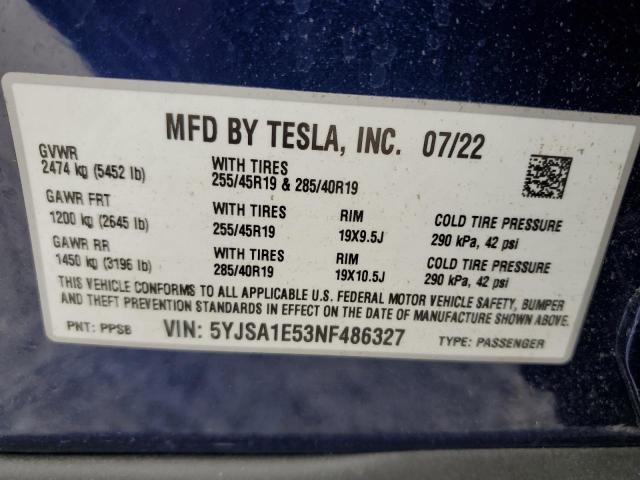 MFD BY TESLA, INC. 07/22
GVWR
2474 kg (5452 lb)
WITH TIRES
255/45R19 & 285/40R19
GAWR FRT
1200 kg (2645 lb)
WITH TIRES
255/45R19
RIM
19X9.5J
COLD TIRE PRESSURE
290 kPa, 42 psi
GAWR RR
1450 kg (3196 lb)
WITH TIRES
285/40R19
RIM
19X10.5J
COLD TIRE PRESSURE
290 kPa, 42 psi
THIS VEHICLE CONFORMS TO ALL APPLICABLE U.S. FEDERAL MOTOR VEHICLE SAFETY, BUMPER
AND THEFT PREVENTION STANDARDS IN EFFECT ON THE DATE OF MANUFACTURE SHOWN ABOVE.
PNT: PPSB VIN: 5YJSA1E53NF486327 TYPE: PASSENGER